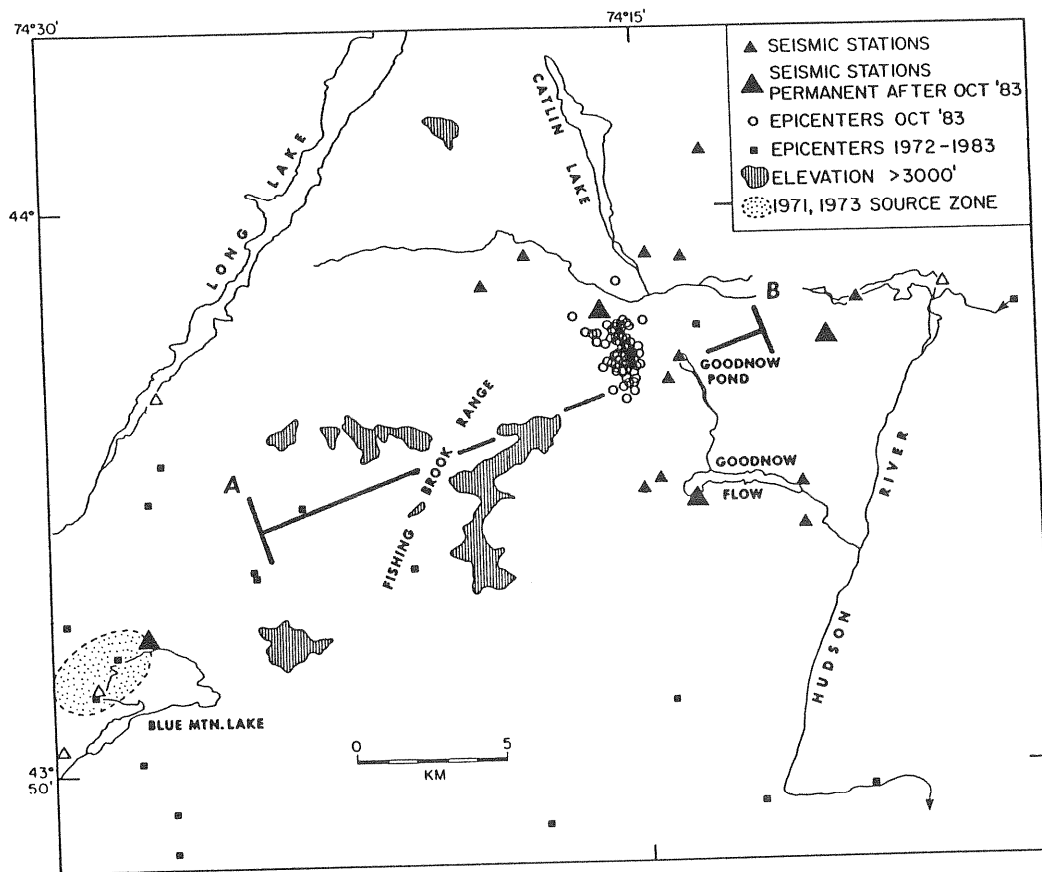 74°30'
74°15'
SEISMIC STATIONS
SEISMIC STATIONS
PERMANENT AFTER OCT '83
EPICENTERS OCT '83
EPICENTERS 1972-1983
ELEVATION >3000'
1971, 1973 SOURCE ZONE
CATLIN LAKE
LONG LAKE
44°
B
GOODNOW
POND
FISHING BROOK RANGE
A
GOODNOW
FLOW
HUDSON RIVER
BLUE MTN. LAKE
0 5
KM
43°
50'